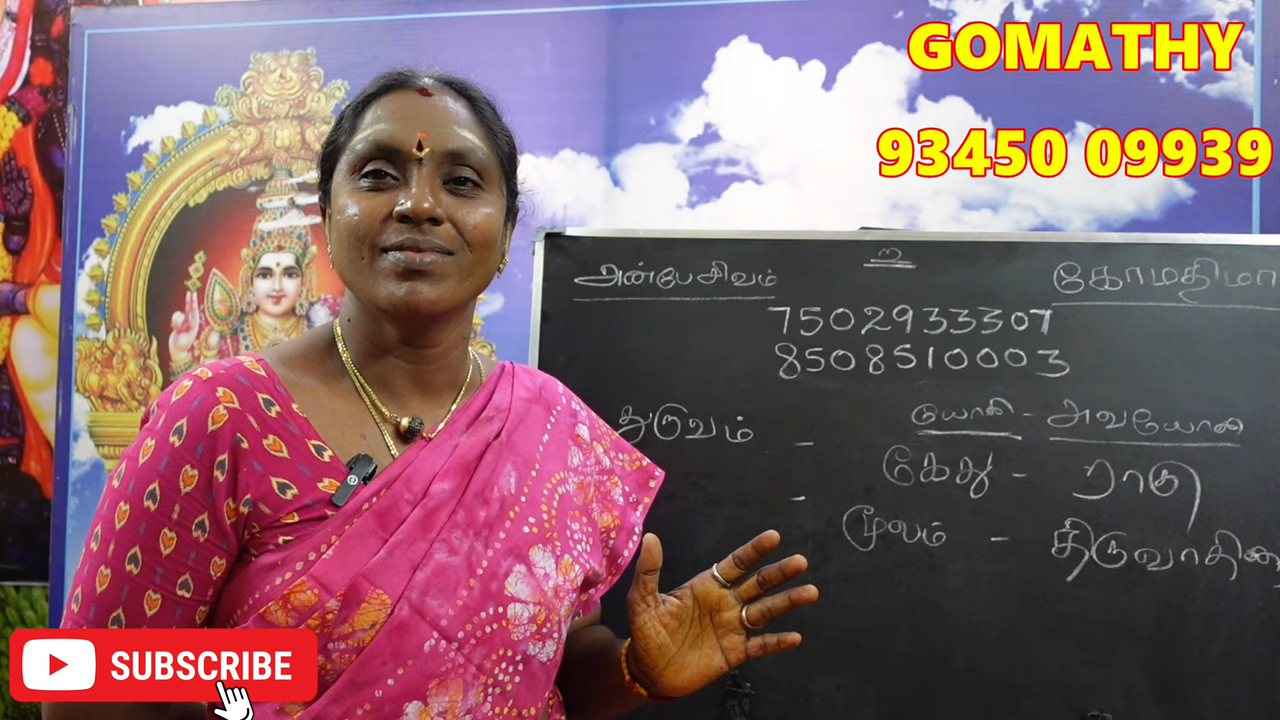 GOMATHY
93450 09939
உ
அன்பே சிவம்
கோமதிமா
7502933307
8508510003
துருவம் -
யோகி - அவயோகி
கேது - ராகு
-
மூலம் - திருவாதிரை
SUBSCRIBE